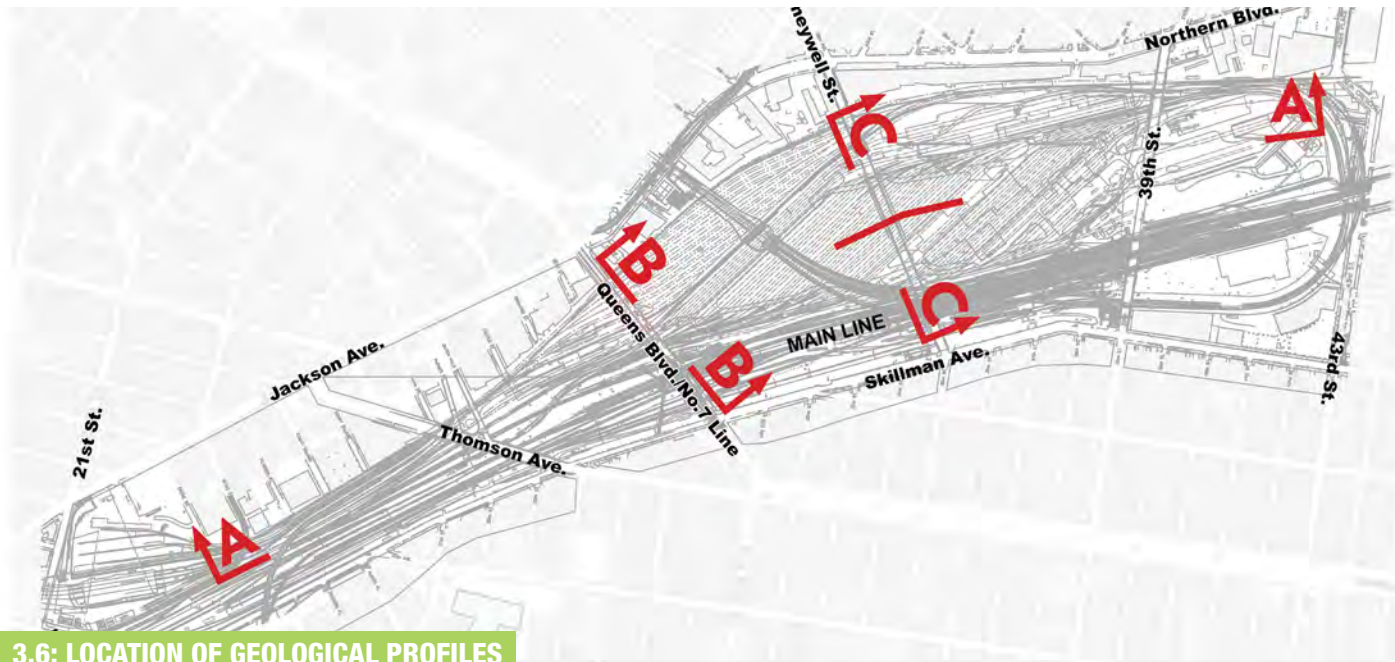 neywell St.
Northern Blvd.
A
C
39th St.
B
Queens Blvd./No.7 Line
C
MAIN LINE
B
Skillman Ave.
43rd St.
Jackson Ave.
Thomson Ave.
21st St.
A
3.6: LOCATION OF GEOLOGICAL PROFILES